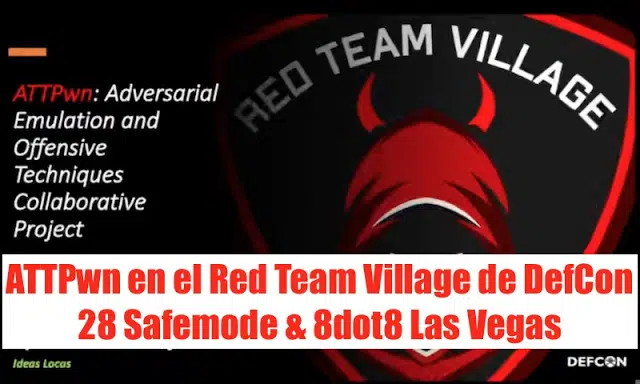 RED TEAM VILLAGE
ATTPwn: Adversarial
Emulation and
Offensive
Techniques
Collaborative
Project
ATTPwn en el Red Team Village de DefCon
28 Safemode & 8dot8 Las Vegas
Ideas Locas
DEFCON